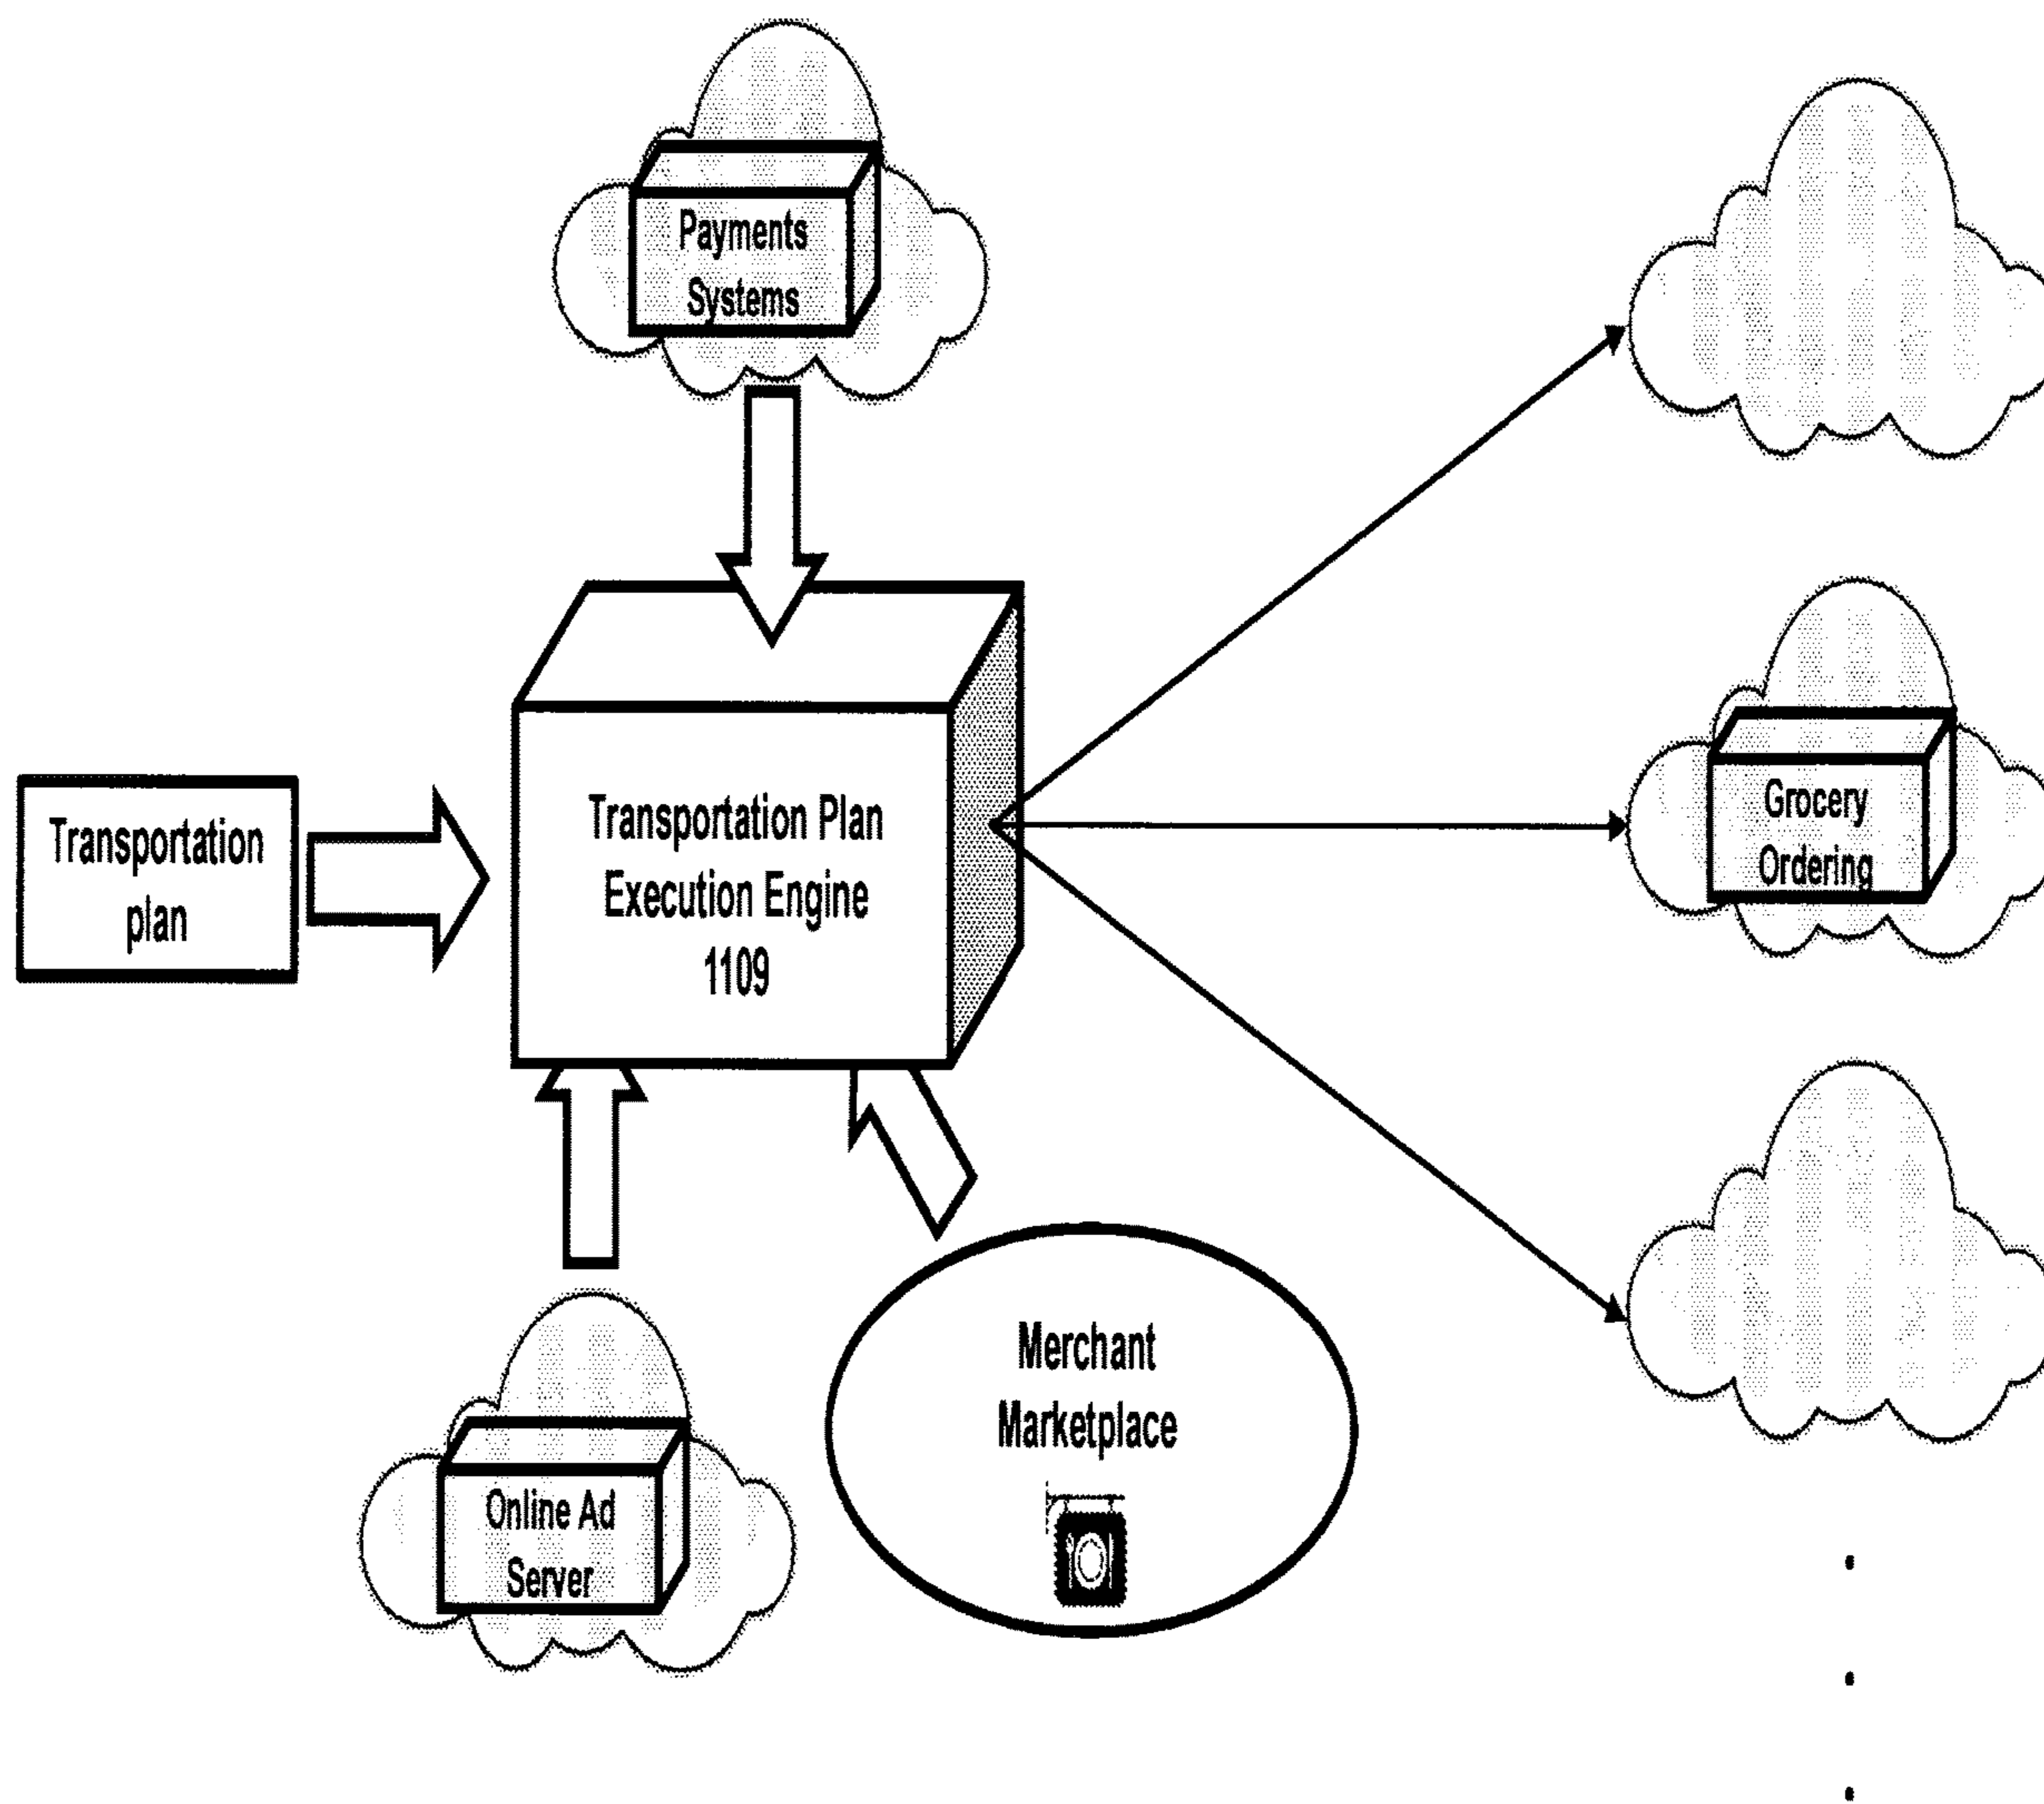 Payments
Systems
Transportation
plan
Transportation Plan
Execution Engine
1109
Grocery
Ordering
Merchant
Marketplace
Online Ad
Server